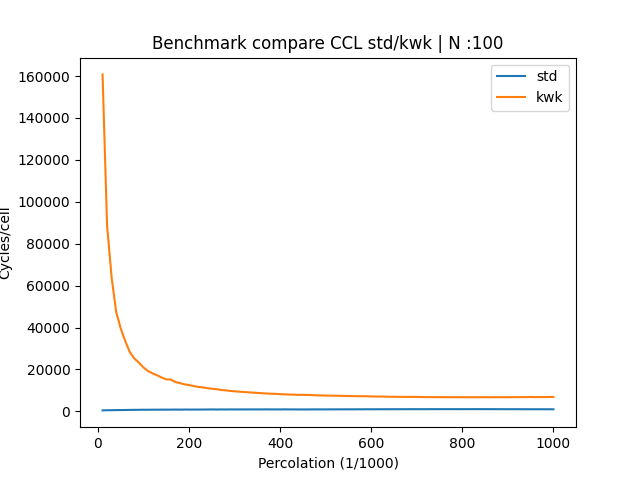 Benchmark compare CCL std/kwk | N :100
std
kwk
160000
140000
120000
100000
80000
60000
40000
20000
0
Cycles/cell
0 200 400 600 800 1000
Percolation (1/1000)